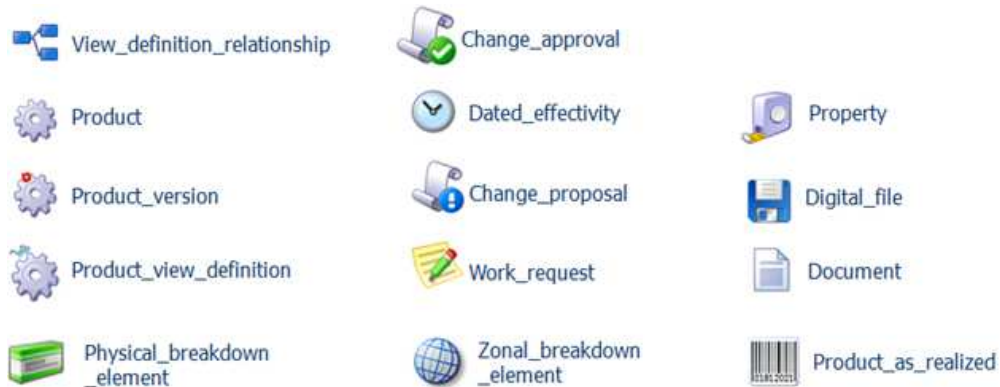 View_definition_relationship
Change_approval
Product
Dated_effectivity
Property
Product_version
Change_proposal
Digital_file
Product_view_definition
Work_request
Document
Physical_breakdown
_element
Zonal_breakdown
_element
Product_as_realized